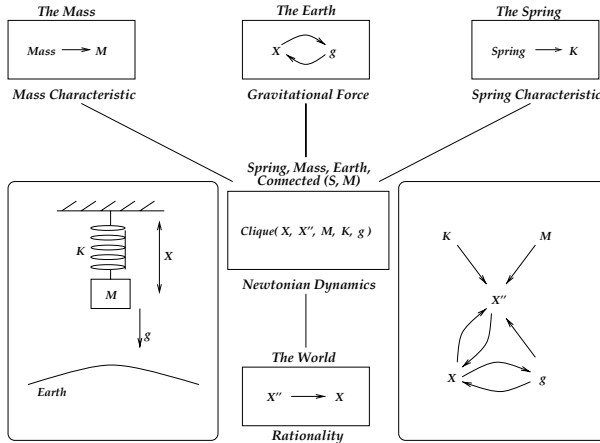 The Mass
Mass M
Mass Characteristic
The Earth
X g
Gravitational Force
The Spring
Spring K
Spring Characteristic
Spring, Mass, Earth,
Connected (S, M)
Clique( X, X'', M, K, g )
Newtonian Dynamics
K
X
M
g
Earth
The World
X'' X
Rationality
K M
X''
X g